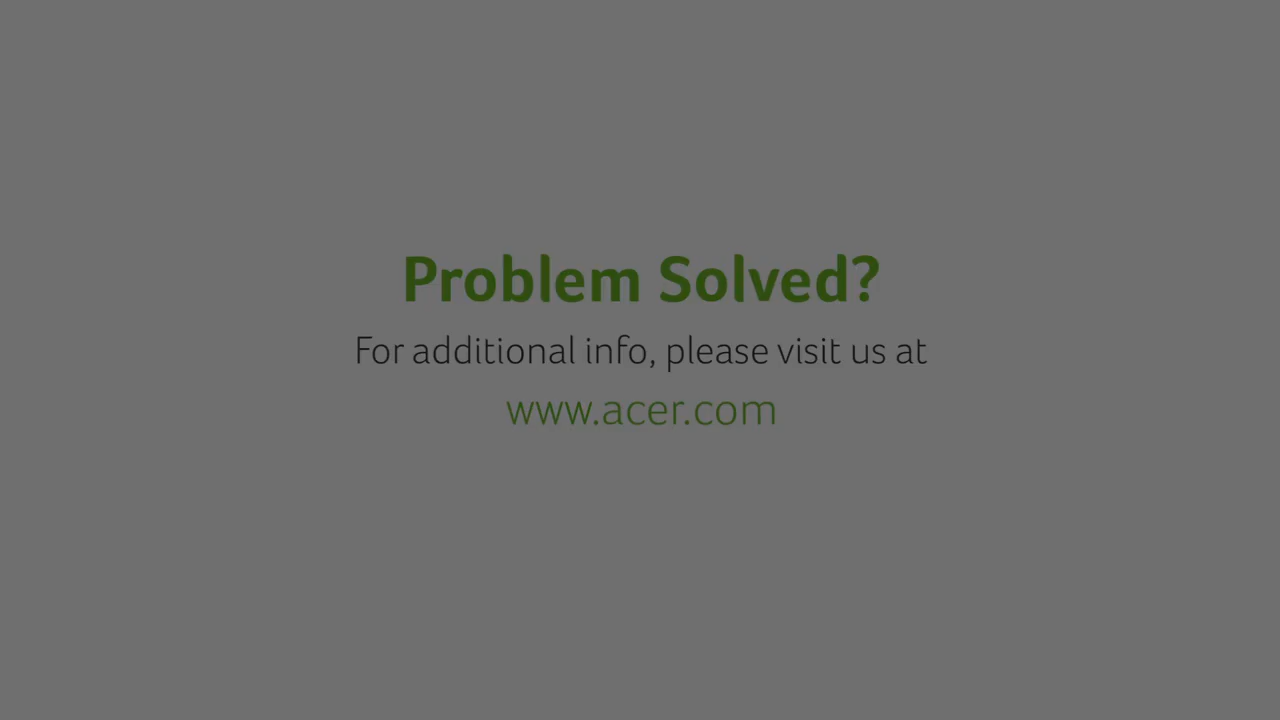 Problem Solved?
For additional info, please visit us at
www.acer.com